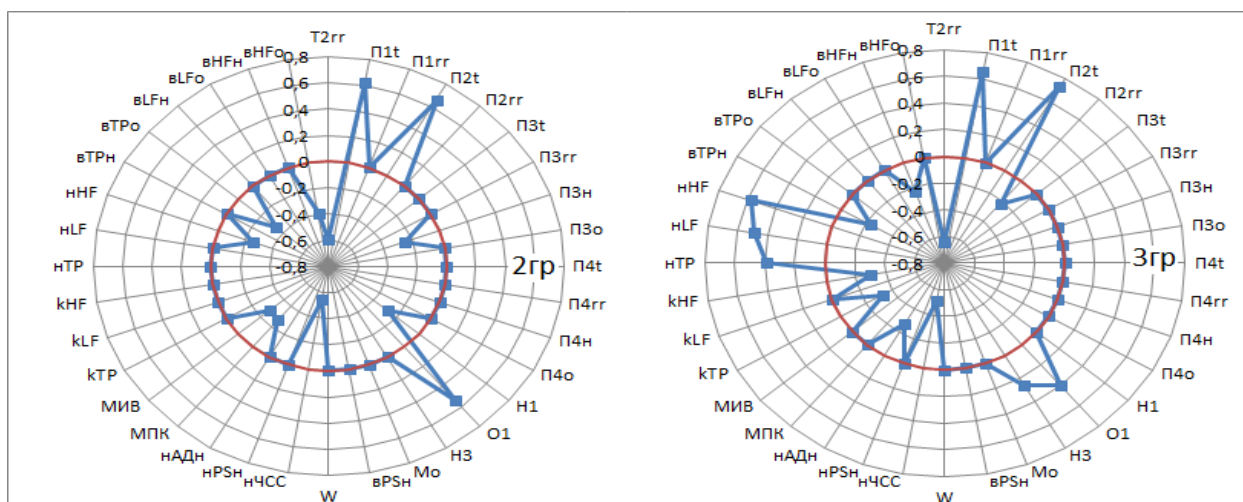 T2rr
П1t
П1rr
П2t
П2rr
П3t
П3rr
П3н
П3о
П4t
П4rr
П4н
П4о
Н1
О1
Н3
Мо
вPSн
W
нЧСС
нPSн
нАДн
МПК
МИВ
kTP
kLF
kHF
нTP
нLF
нHF
вTPн
вTPо
вLFн
вLFо
вHFн
вHFо
0,8
0,6
0,4
0,2
0
-0,2
-0,4
-0,6
-0,8
2гр
T2rr
П1t
П1rr
П2t
П2rr
П3t
П3rr
П3н
П3о
П4t
П4rr
П4н
П4о
Н1
О1
Н3
Мо
вPSн
W
нЧСС
нPSн
нАДн
МПК
МИВ
kTP
kLF
kHF
нTP
нLF
нHF
вTPн
вTPо
вLFн
вLFо
вHFн
вHFо
0,8
0,6
0,4
0,2
0
-0,2
-0,4
-0,6
-0,8
3гр